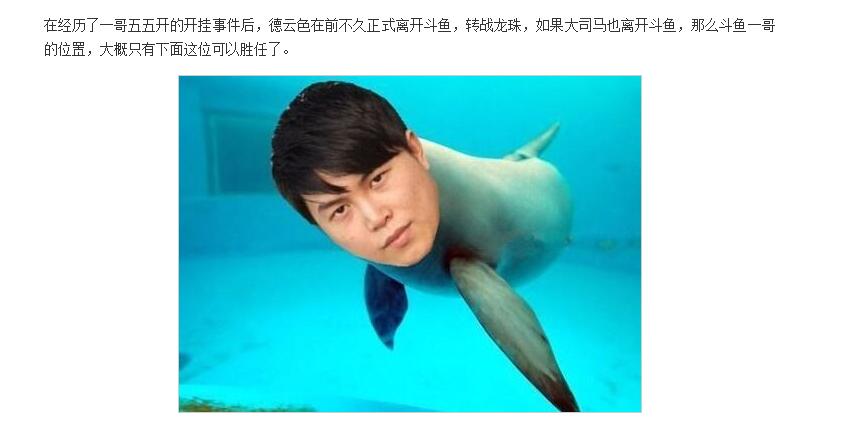 在经历了一哥五五开的开挂事件后，德云色在前不久正式离开斗鱼，转战龙珠，如果大司马也离开斗鱼，那么斗鱼一哥
的位置，大概只有下面这位可以胜任了。